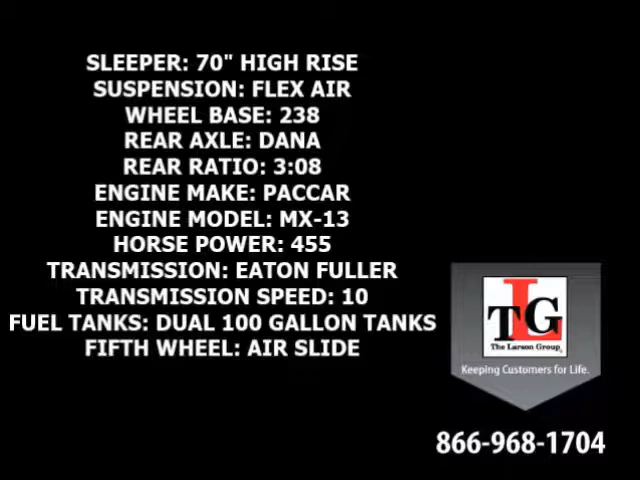 SLEEPER: 70" HIGH RISE
SUSPENSION: FLEX AIR
WHEEL BASE: 238
REAR AXLE: DANA
REAR RATIO: 3:08
ENGINE MAKE: PACCAR
ENGINE MODEL: MX-13
HORSE POWER: 455
TRANSMISSION: EATON FULLER
TRANSMISSION SPEED: 10
FUEL TANKS: DUAL 100 GALLON TANKS
FIFTH WHEEL: AIR SLIDE
TLG
The Larson Group
Keeping Customers for Life.
866-968-1704